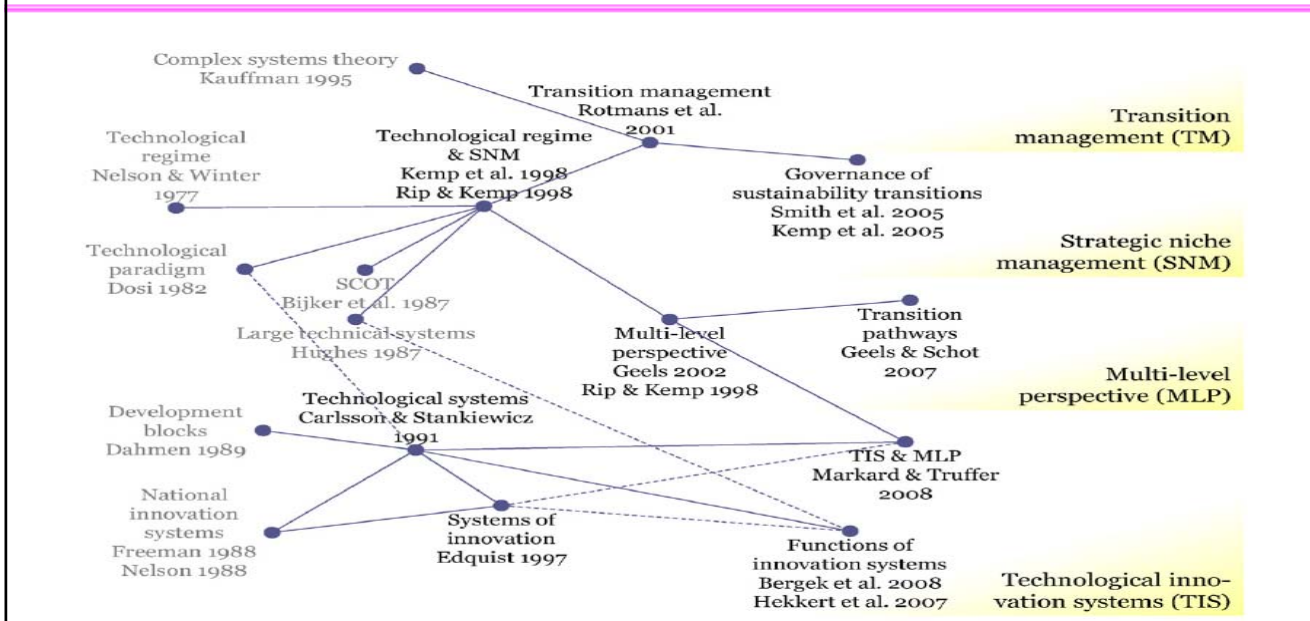 Complex systems theory
Kauffman 1995
Transition management
Rotmans et al.
2001
Transition
management (TM)
Technological
regime
Nelson & Winter
1977
Technological regime
& SNM
Kemp et al. 1998
Rip & Kemp 1998
Governance of
sustainability transitions
Smith et al. 2005
Kemp et al. 2005
Strategic niche
management (SNM)
Technological
paradigm
Dosi 1982
SCOT
Bijker et al. 1987
Large technical systems
Hughes 1987
Multi-level
perspective
Geels 2002
Rip & Kemp 1998
Transition
pathways
Geels & Schot
2007
Multi-level
perspective (MLP)
Technological systems
Carlsson & Stankiewicz
1991
Development
blocks
Dahmen 1989
TIS & MLP
Markard & Truffer
2008
National
innovation
systems
Freeman 1988
Nelson 1988
Systems of
innovation
Edquist 1997
Functions of
innovation systems
Bergek et al. 2008
Hekkert et al. 2007
Technological inno-
vation systems (TIS)